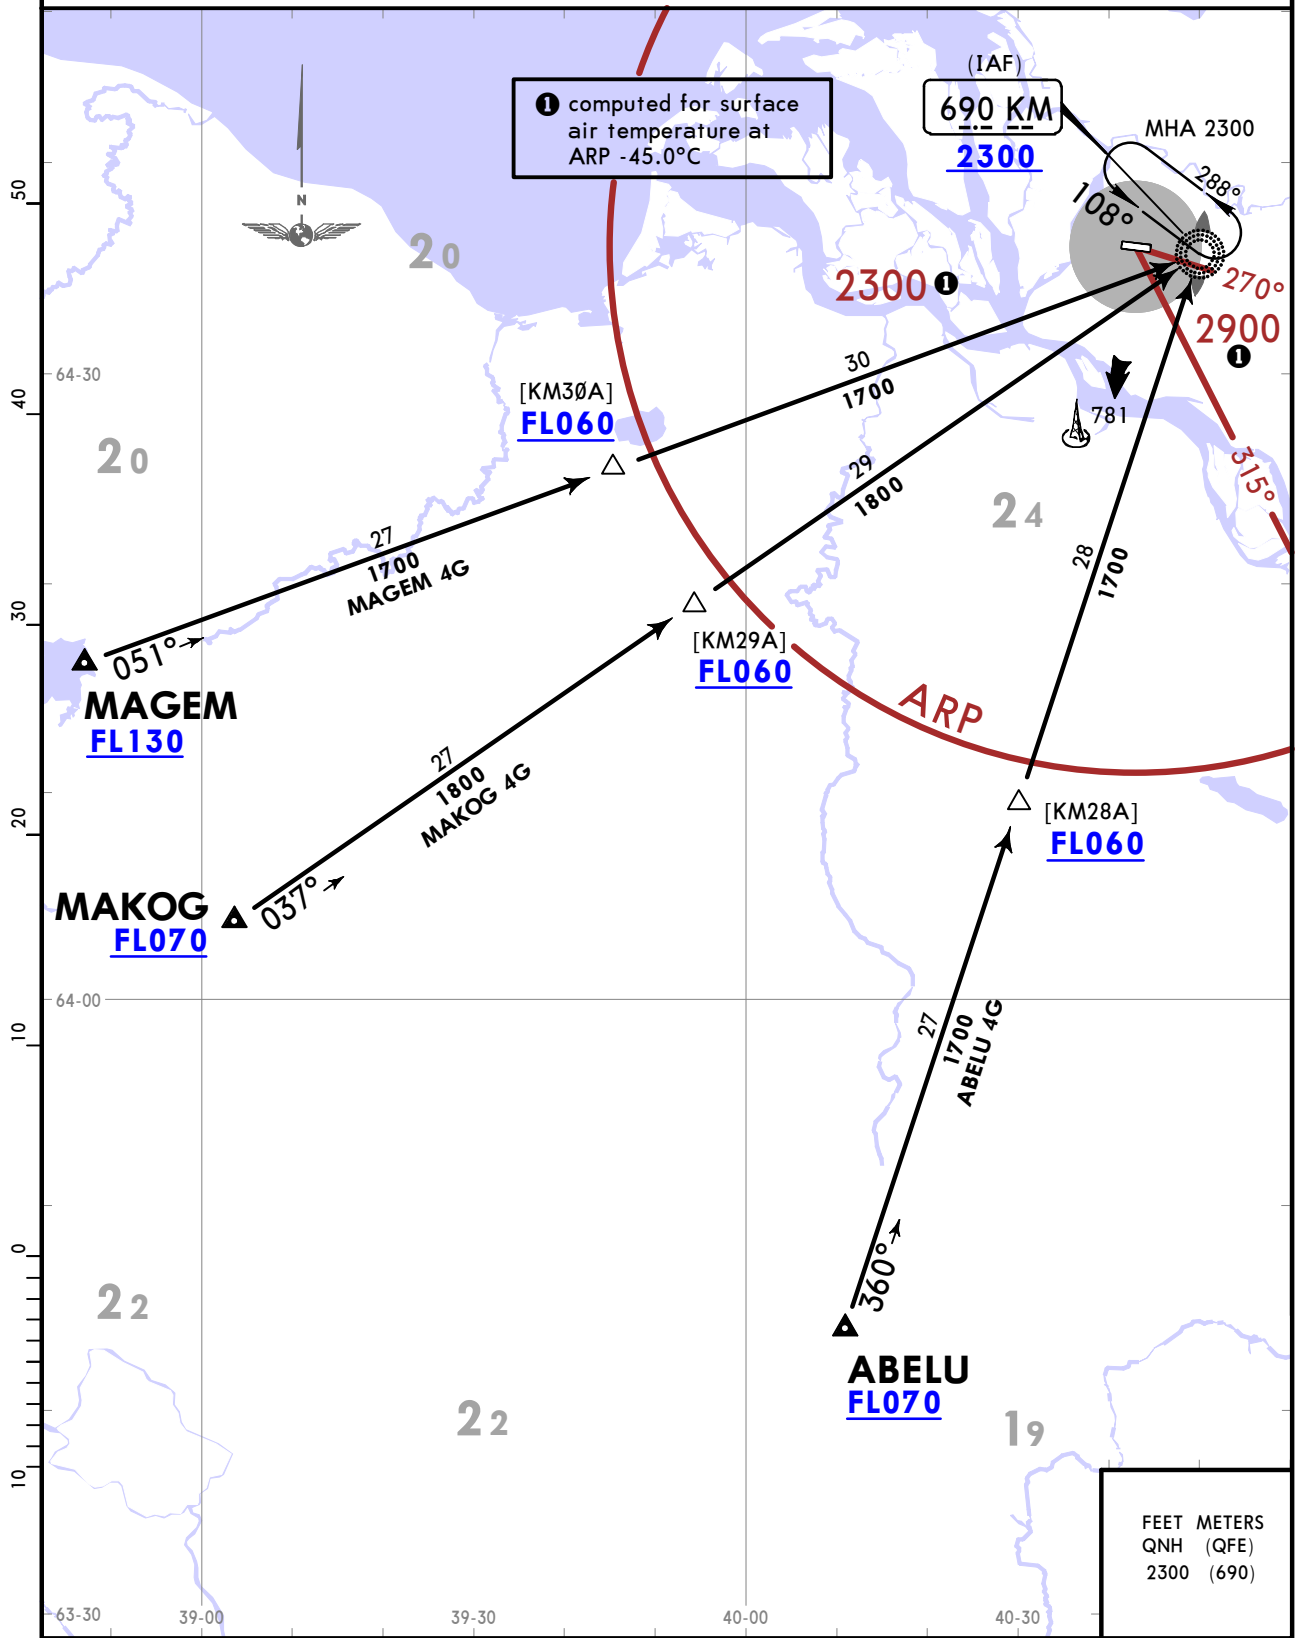 (IAF)
690 KM
2300
❶ computed for surface
air temperature at
ARP -45.0°C
MHA 2300
288°
108°
50
N
20
2300 ❶
270°
2900
❶
64-30
30
1700
[KM30A]
FL060
40
781
20
29
1800
315°
24
27
1700
MAGEM 4G
28
1700
30
051°
[KM29A]
FL060
MAGEM
FL130
ARP
27
1800
MAKOG 4G
20
[KM28A]
FL060
037°
MAKOG
FL070
64-00
10
27
1700
ABELU 4G
0
360°
22
ABELU
FL070
22
19
10
FEET METERS
QNH (QFE)
2300 (690)
63-30
39-00
39-30
40-00
40-30